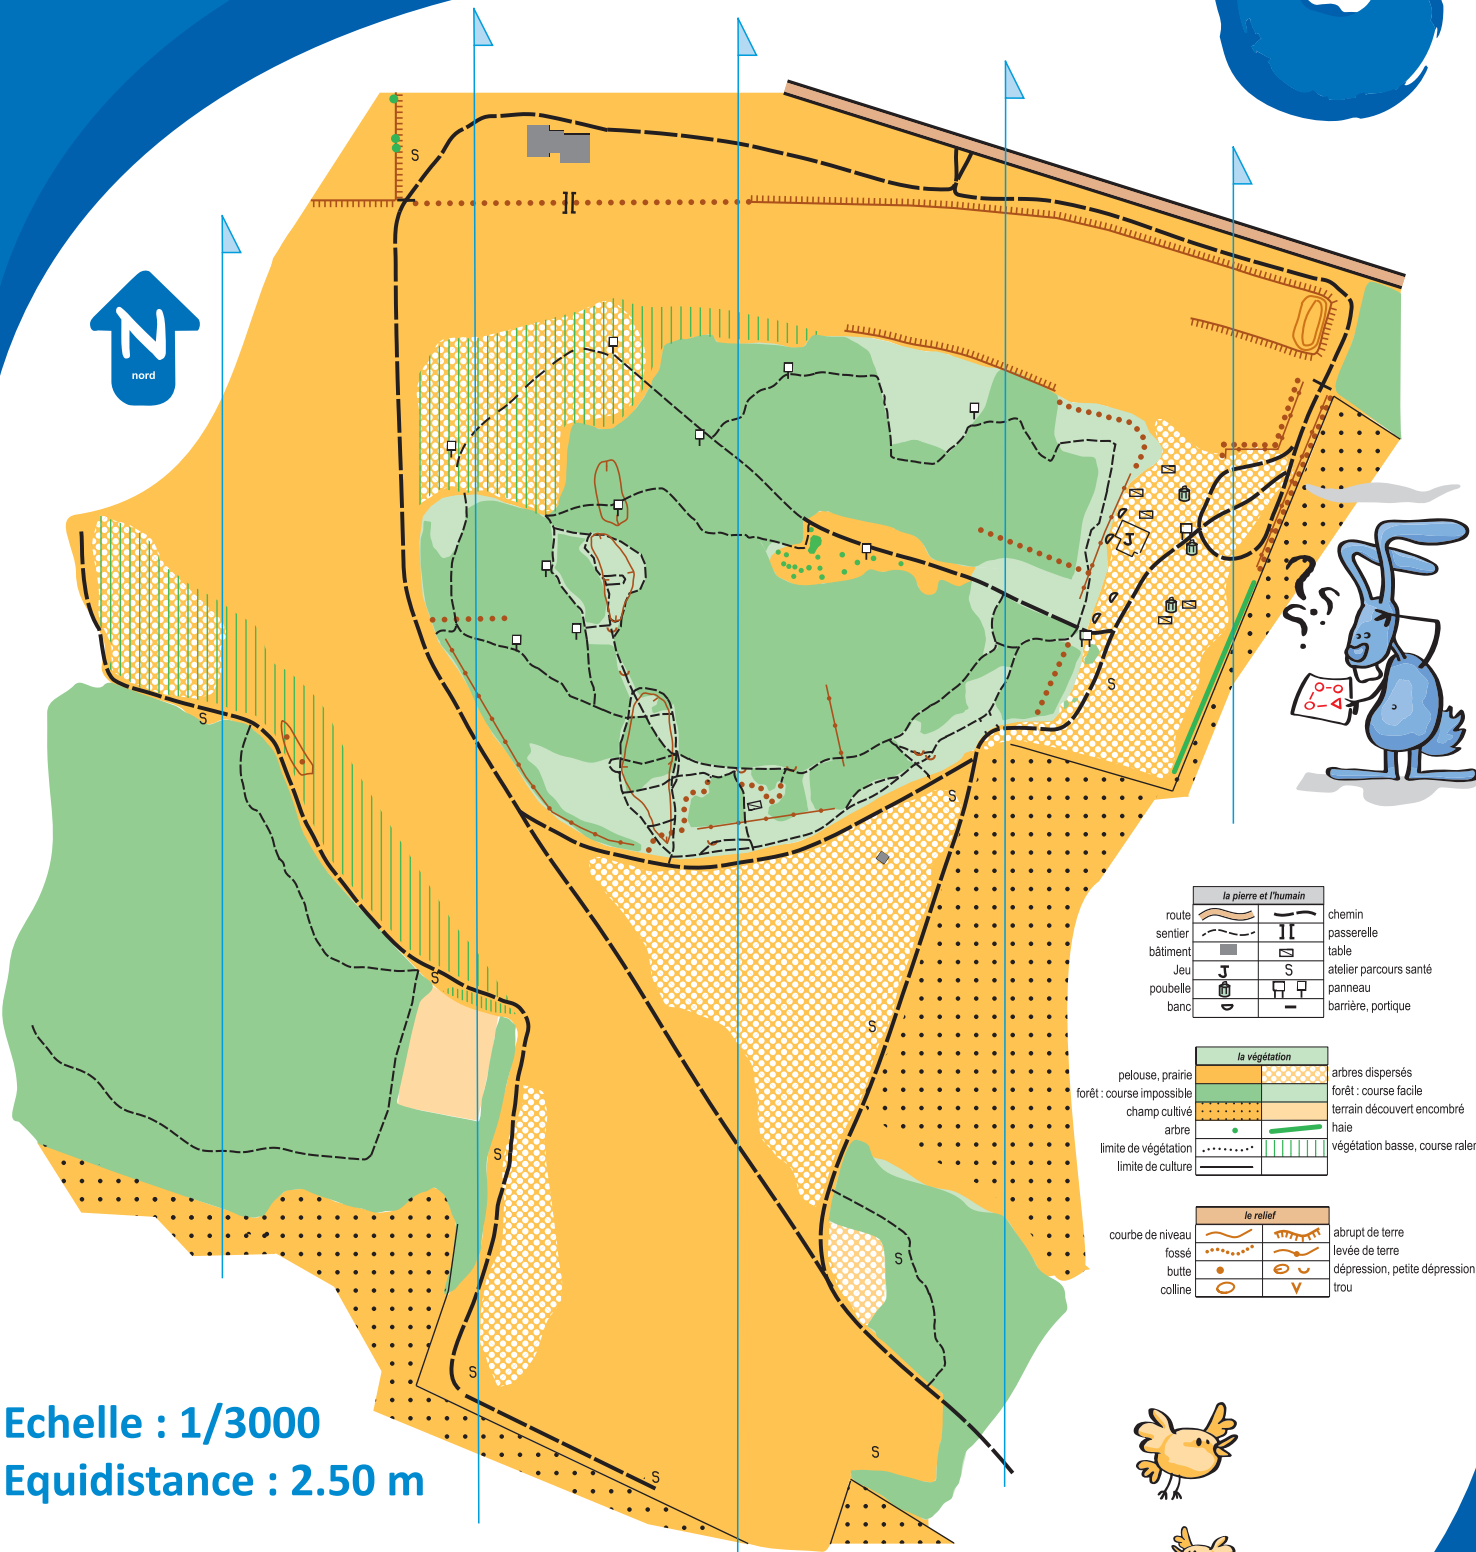 N
nord
S
J
S
S
S
S
S
S
S
S
S
S
S
? ? ?
la pierre et l'humain
route chemin
sentier passerelle
bâtiment table
Jeu J S atelier parcours santé
poubelle panneau
banc barrière, portique
la végétation
pelouse, prairie arbres dispersés
forêt : course impossible forêt : course facile
champ cultivé terrain découvert encombré
arbre haie
limite de végétation végétation basse, course raler
limite de culture
le relief
courbe de niveau abrupt de terre
fossé levée de terre
butte dépression, petite dépression
colline trou
Echelle : 1/3000
Equidistance : 2.50 m